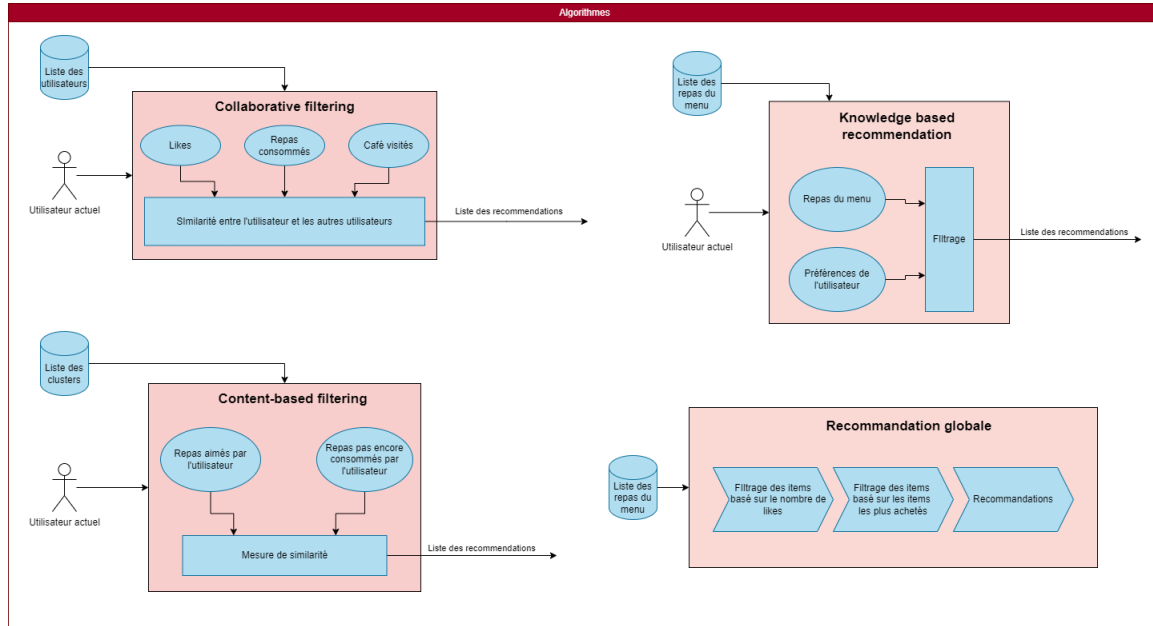 Algorithmes
Liste des
utilisateurs
Collaborative filtering
Likes
Repas
consommés
Café visités
Utilisateur actuel
SImilarité entre l'utilisateur et les autres utilisateurs
Liste des recommendations
Liste des
repas du
menu
Knowledge based
recommendation
Repas du menu
Utilisateur actuel
FIltrage
Liste des recommendations
Préférences de
l'utilisateur
Liste des
clusters
Content-based filtering
Repas aimés par
l'utilisateur
Repas pas encore
consommés par
l'utilisateur
Utilisateur actuel
Mesure de similarité
Liste des recommendations
Recommandation globale
Liste des
repas du
menu
FIltrage des items
basé sur le nombre de
likes
Filtrage des items
basé sur les items
les plus achetés
Recommandations